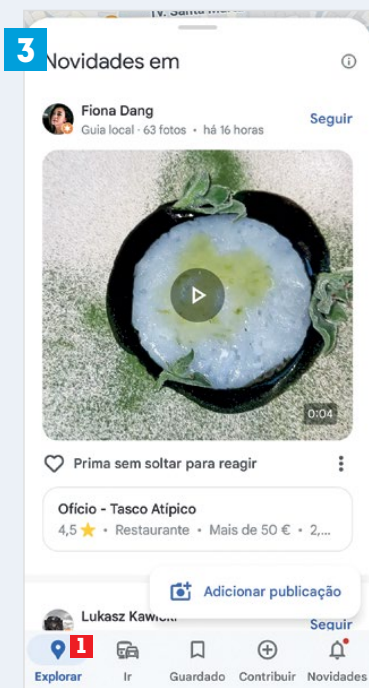 3
Novidades em
Fiona Dang
Guia local · 63 fotos • há 16 horas
Seguir
0:04
Prima sem soltar para reagir
Ofício - Tasco Atípico
4,5 ⭐ • Restaurante • Mais de 50 € • 2,...
Adicionar publicação
Lukasz
Seguir
1
Explorar
Ir
Guardado
Contribuir
Novidades